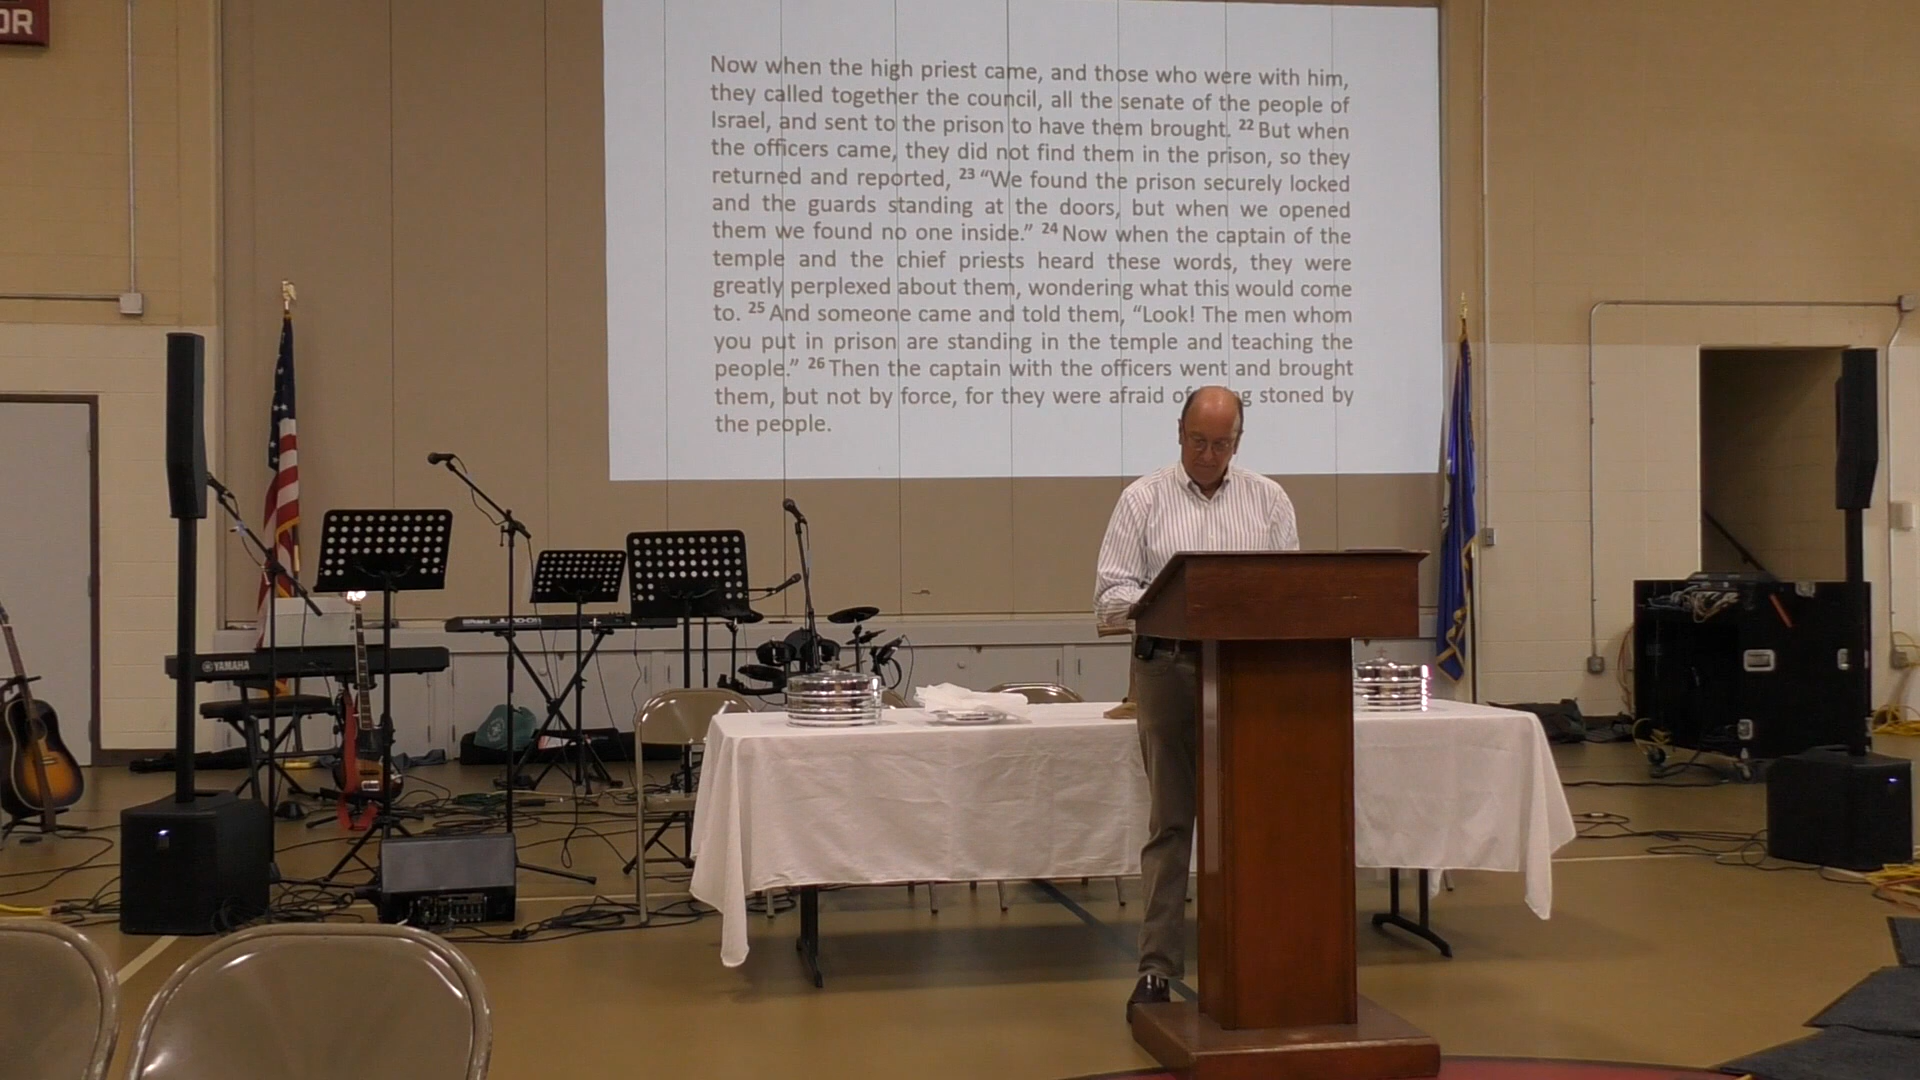 OR
Now when the high priest came, and those who were with him,
they called together the council, all the senate of the people of
Israel, and sent to the prison to have them brought. 22 But when
the officers came, they did not find them in the prison, so they
returned and reported, 23 “We found the prison securely locked
and the guards standing at the doors, but when we opened
them we found no one inside.” 24 Now when the captain of the
temple and the chief priests heard these words, they were
greatly perplexed about them, wondering what this would come
to. 25 And someone came and told them, “Look! The men whom
you put in prison are standing in the temple and teaching the
people.” 26 Then the captain with the officers went and brought
them, but not by force, for they were afraid of g stoned by
the people.
Roland JUNO-DS
YAMAHA